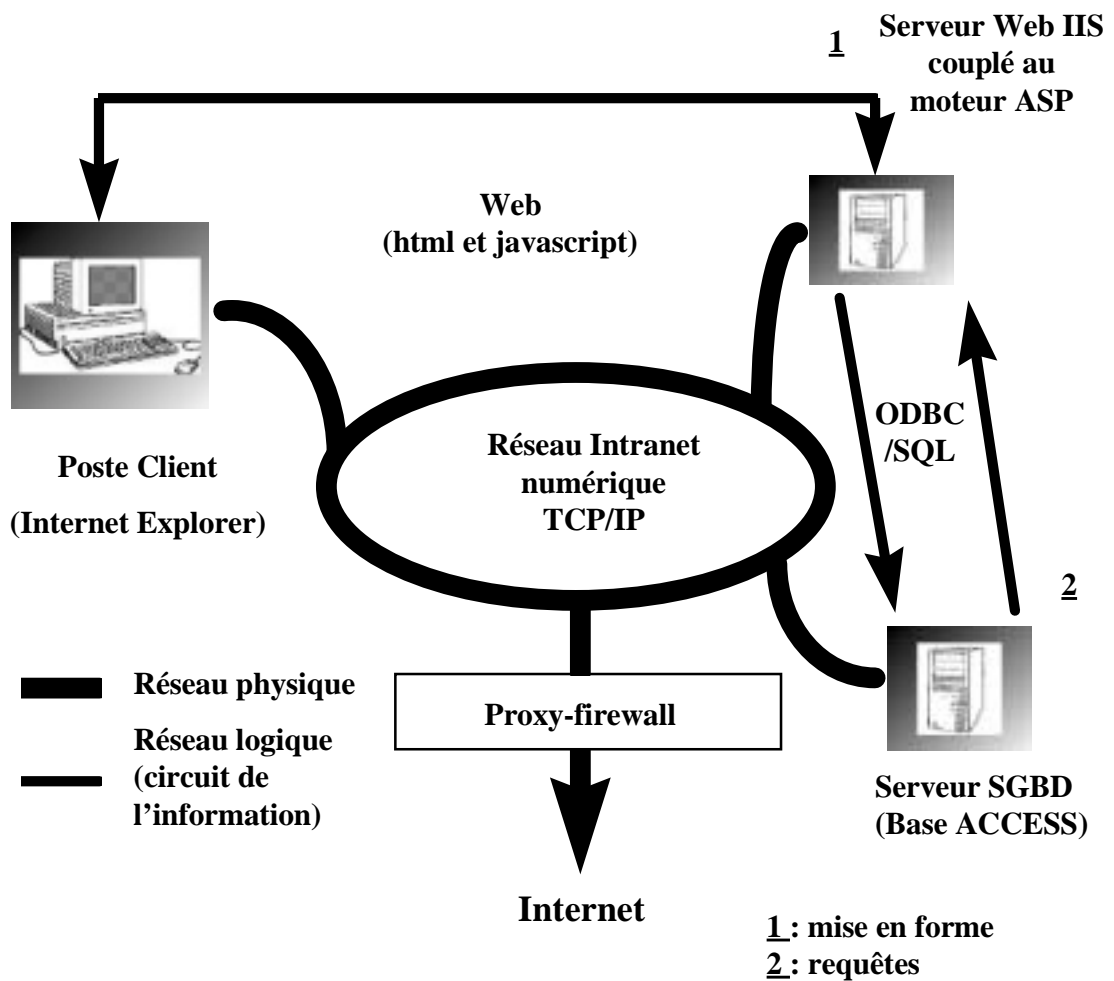 1
Serveur Web IIS
couplé au
moteur ASP
Web
(html et javascript)
Poste Client
(Internet Explorer)
Réseau Intranet
numérique
TCP/IP
ODBC
/SQL
2
Proxy-firewall
Réseau physique
Réseau logique
(circuit de
l’information)
Serveur SGBD
(Base ACCESS)
Internet
1 : mise en forme
2 : requêtes